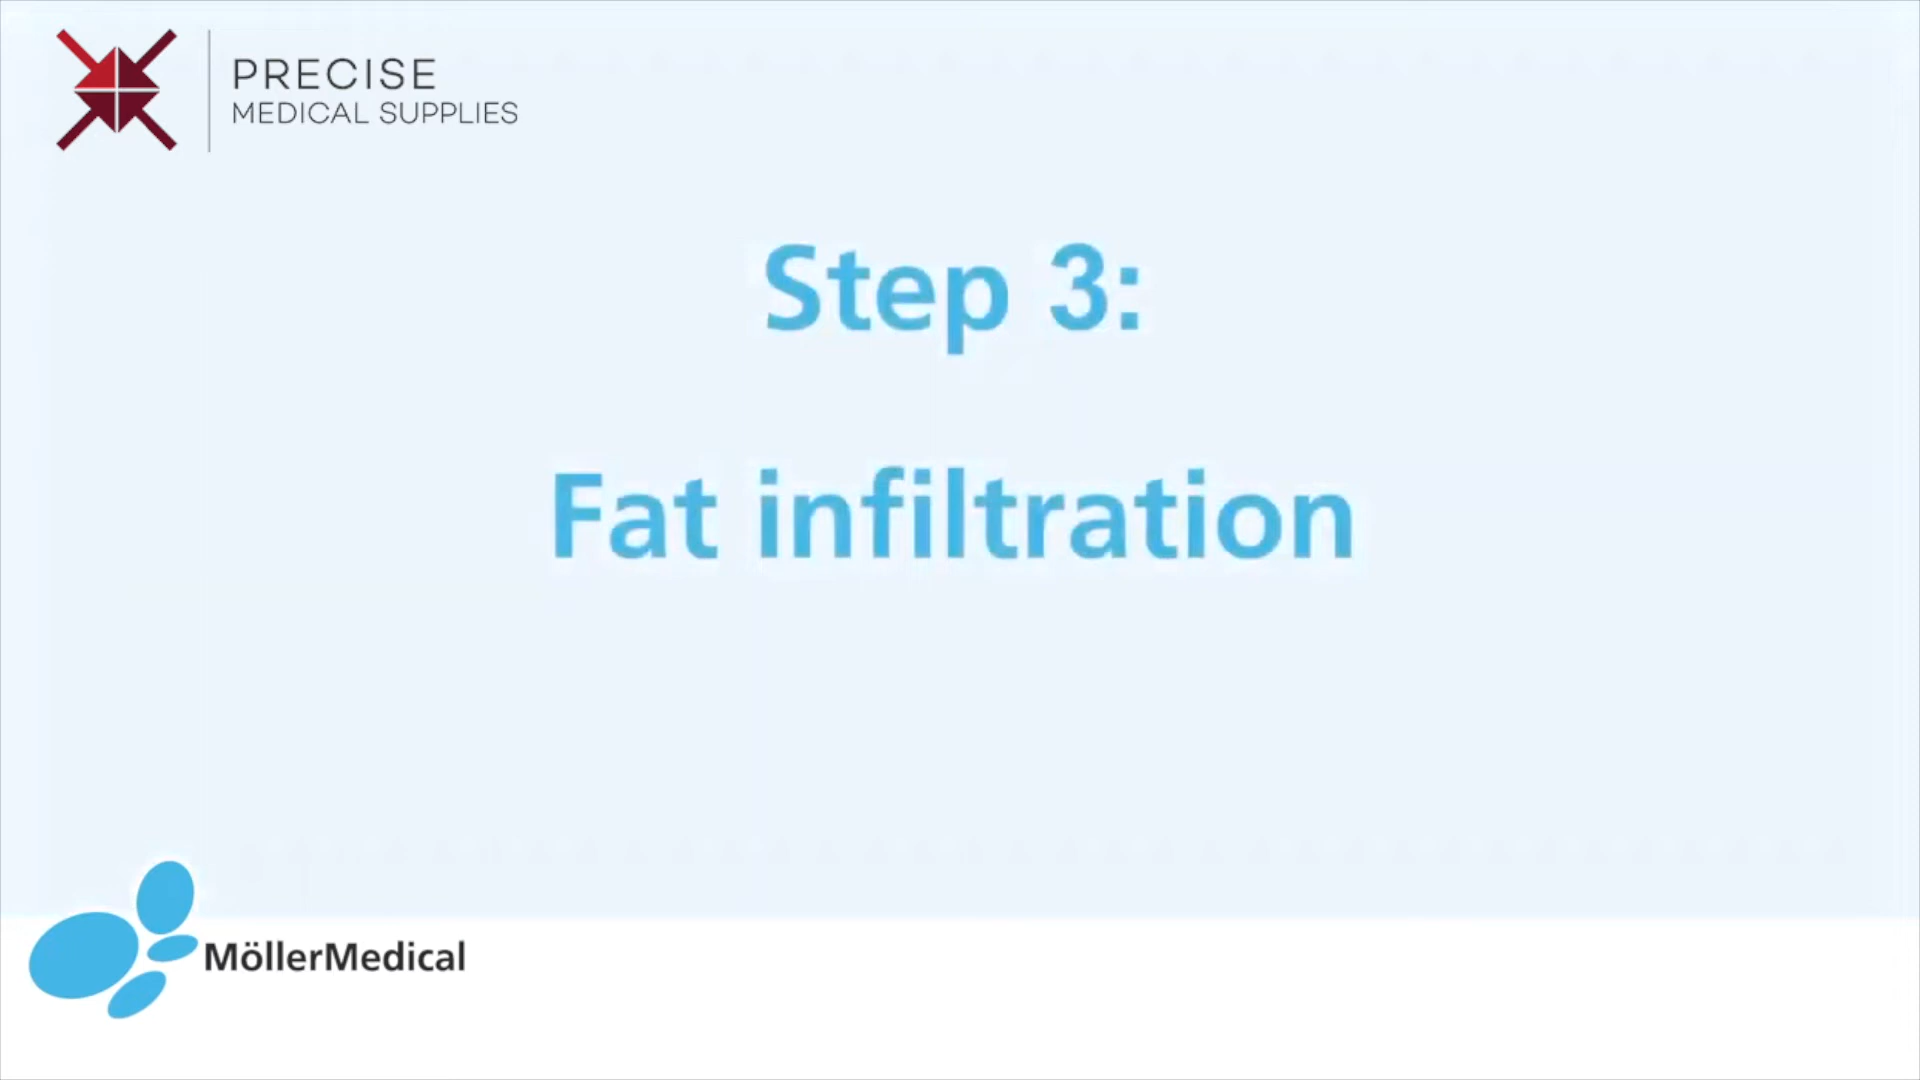 PRECISE
MEDICAL SUPPLIES
Step 3:
Fat infiltration
MöllerMedical